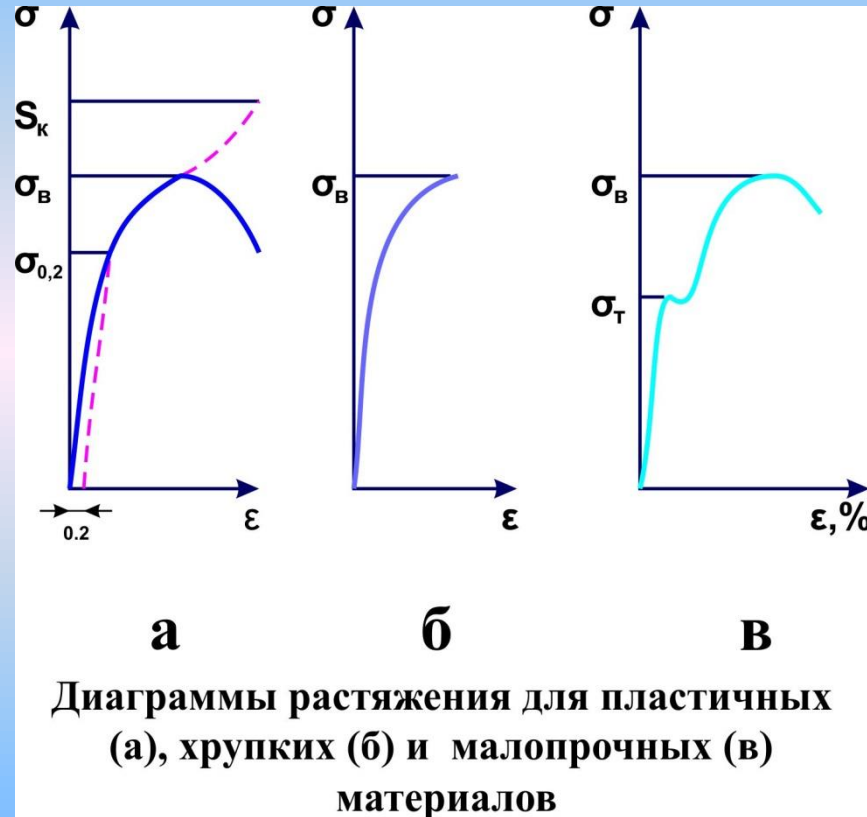 σ
Sк
σв
σ0,2
0.2
ε
σ
σв
ε
σ
σв
σт
ε,%
а
б
в
Диаграммы растяжения для пластичных
(а), хрупких (б) и малопрочных (в)
материалов